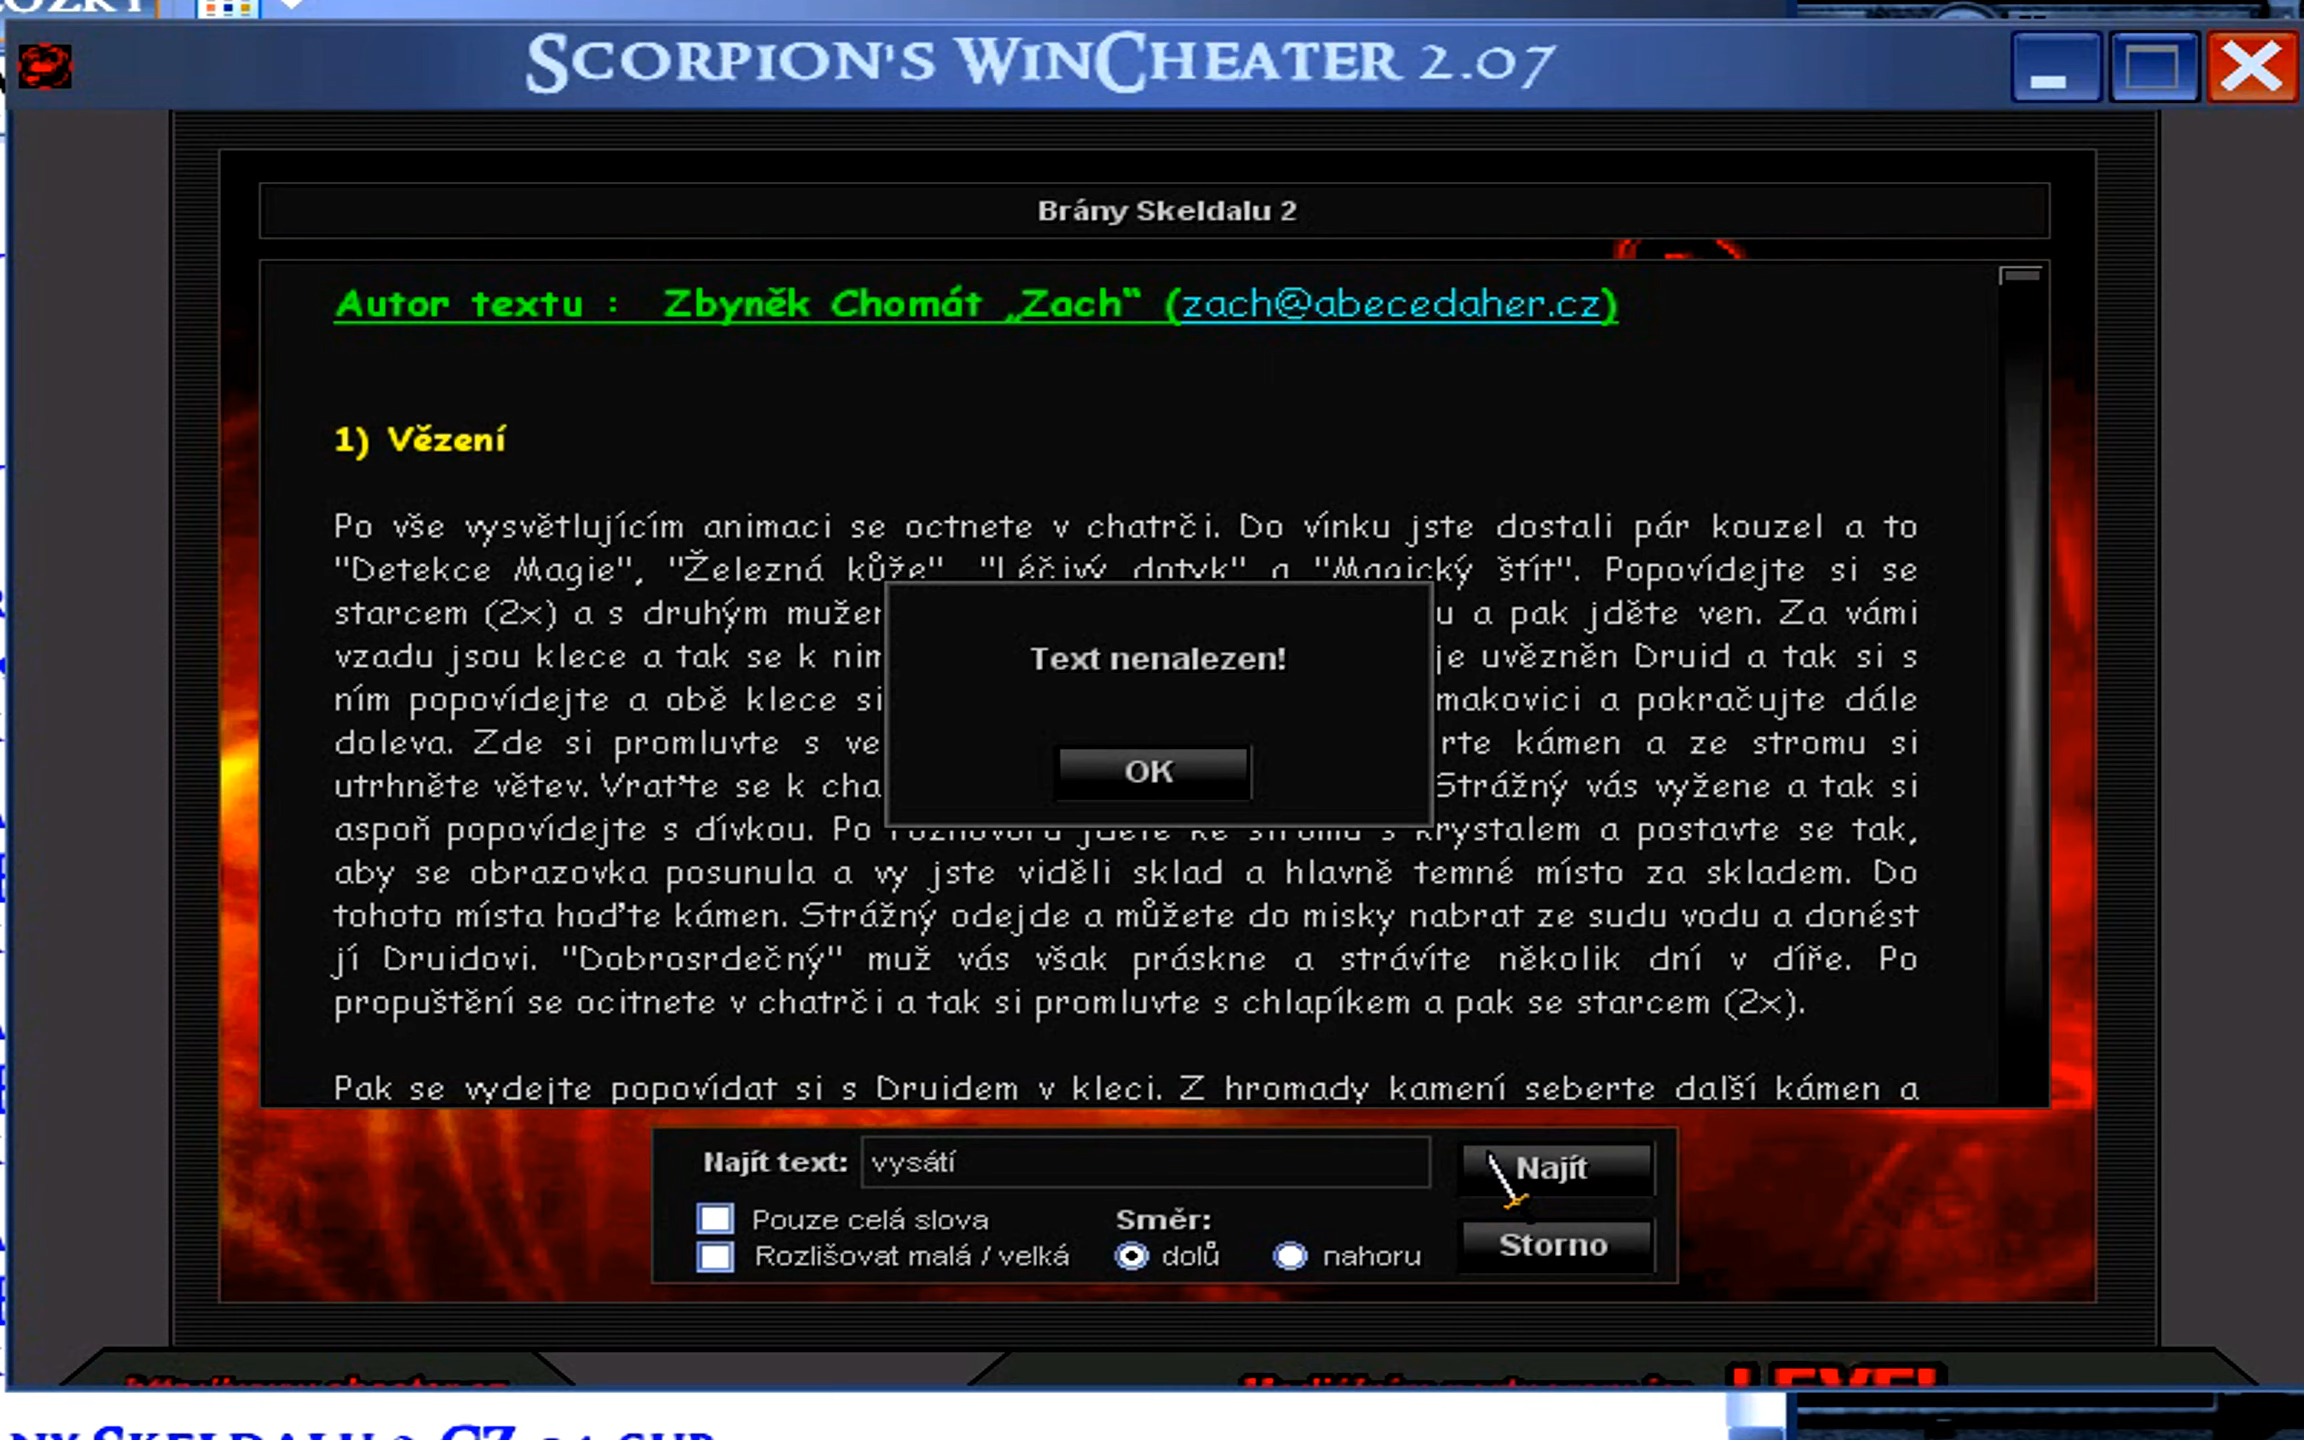 SCORPION'S WINCHEATER 2.07
Brány Skeldalu 2
Autor textu : Zbyněk Chomát „Zach“ (zach@abecedaher.cz)
1) Vězení
Po vše vysvětlujícím animaci se octnete v chatrči. Do vínku jste dostali pár kouzel a to
"Detekce Magie", "Železná kůže", "Léčivý dotyk" a "Magický štít". Popovídejte si se
starcem (2x) a s druhým u a pak jděte ven. Za vámi
vzadu jsou klece a tak se k je uvězněn Druid a tak si s
ním popovídejte a obě klece si makovici a pokračujte dále
doleva. Zde si promluvte s kámen a ze stromu si
utrhněte větev. Vraťte se k Strážný vás vyžene a tak si
aspoň popovídejte s dívkou. Po rozhovoru jděte ke stromu s krystalem a postavte se tak,
aby se obrazovka posunula a vy jste viděli sklad a hlavně temné místo za skladem. Do
tohoto místa hoďte kámen. Strážný odejde a můžete do misky nabrat ze sudu vodu a donést
jí Druidovi. "Dobrosrdečný" muž vás však práskne a strávíte několik dní v díře. Po
propuštění se ocitnete v chatrči a tak si promluvte s chlapíkem a pak se starcem (2x).
Pak se vydejte popovídat si s Druidem v kleci. Z hromady kamení seberte další kámen a
Text nenalezen!
OK
Najít text: vysátí
Najít
Pouze celá slova
Směr:
Rozlišovat malá / velká
dolů
nahoru
Storno
LEVEL
SKELDALU